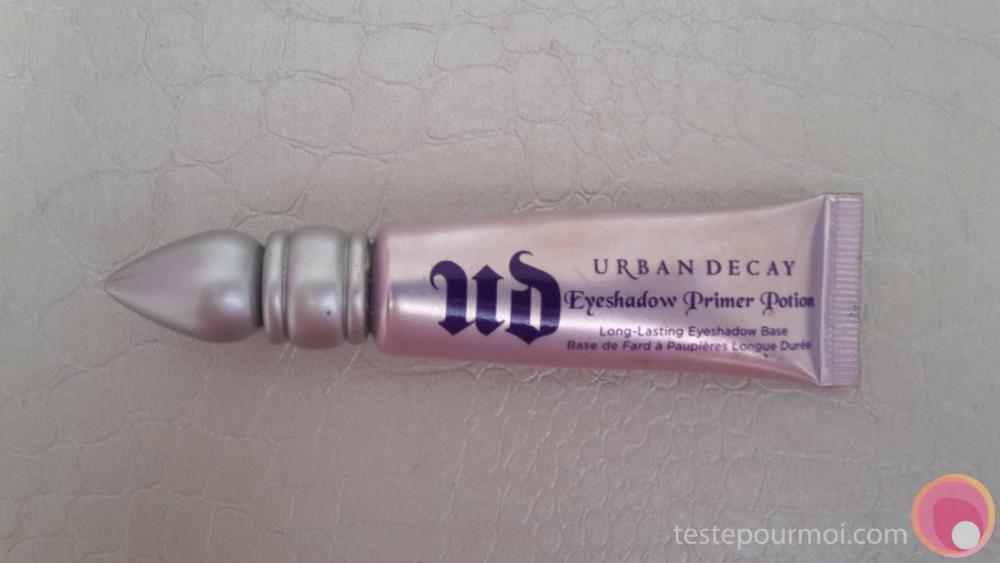 UD
URBAN DECAY
Eyeshadow Primer Potion
Long-Lasting Eyeshadow Base
Base de Fard à Paupières Longue Durée
testepourmoi.com